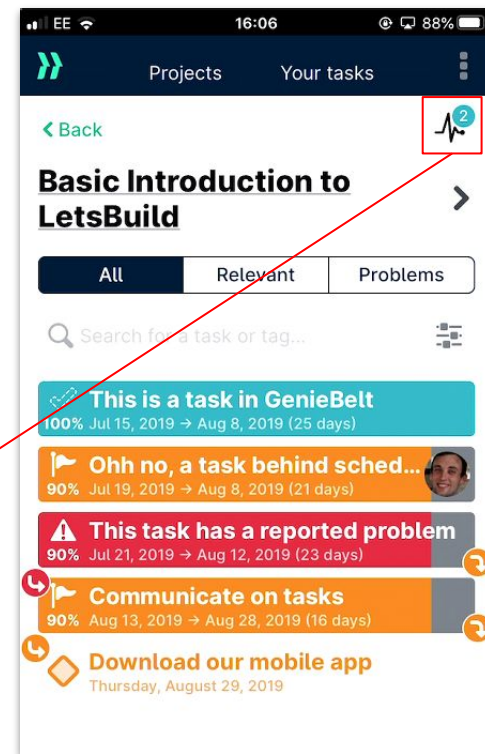 EE 16:06 88%
Projects Your tasks
Back 2
Basic Introduction to
LetsBuild
All Relevant Problems
Search for a task or tag...
This is a task in GenieBelt
100% Jul 15, 2019 → Aug 8, 2019 (25 days)
Ohh no, a task behind sched...
90% Jul 19, 2019 → Aug 8, 2019 (21 days)
This task has a reported problem
90% Jul 21, 2019 → Aug 12, 2019 (23 days)
Communicate on tasks
90% Aug 13, 2019 → Aug 28, 2019 (16 days)
Download our mobile app
Thursday, August 29, 2019